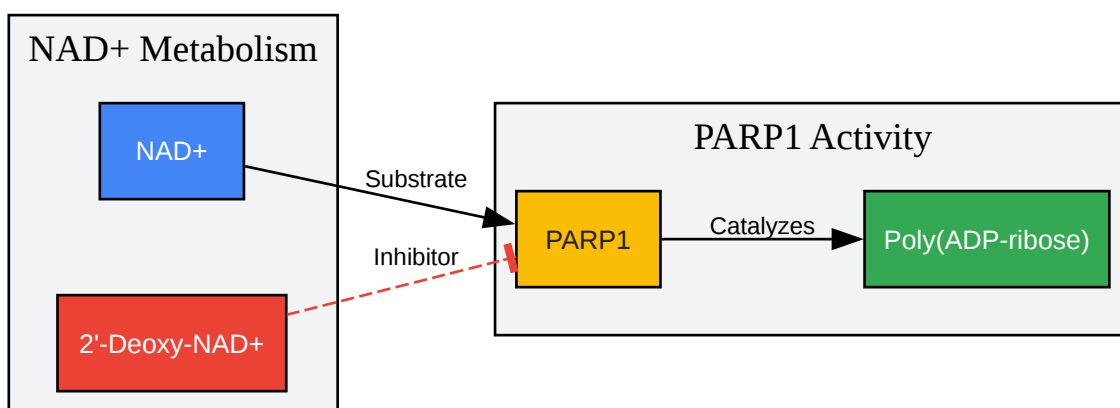 NAD+ Metabolism
NAD+
2'-Deoxy-NAD+
Substrate
Inhibitor
PARP1 Activity
PARP1
Catalyzes
Poly(ADP-ribose)